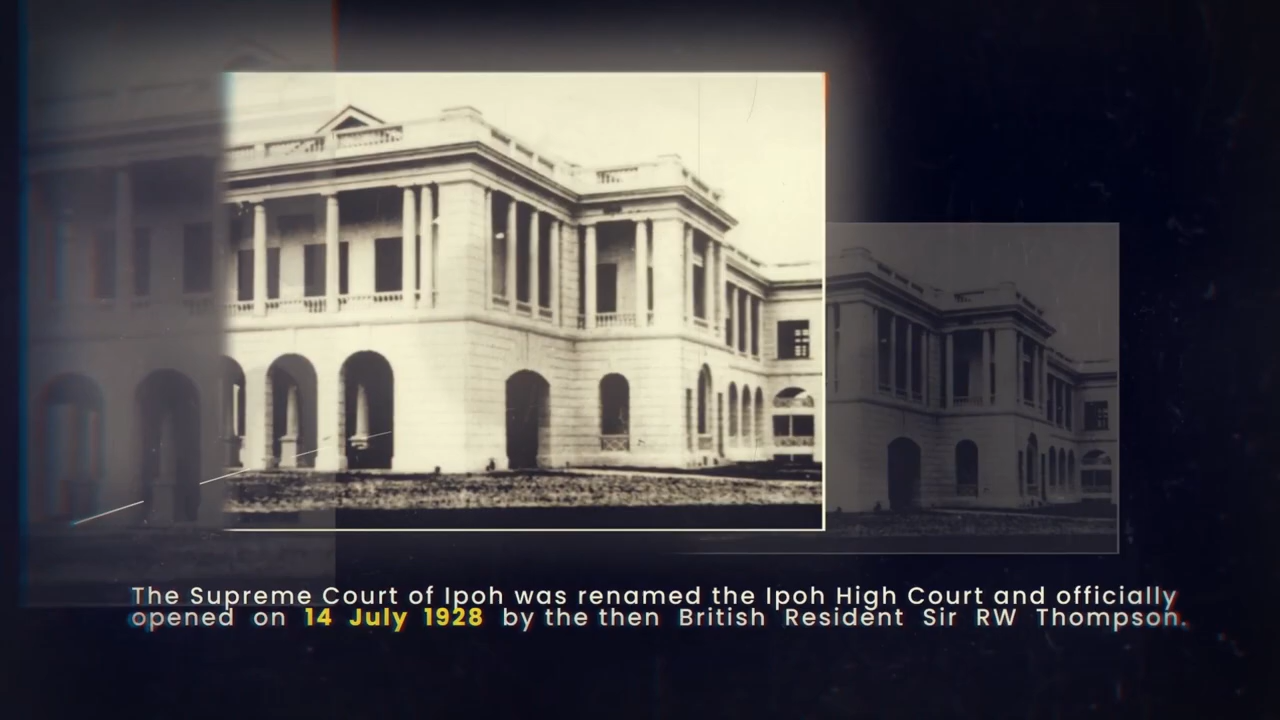 The Supreme Court of Ipoh was renamed the Ipoh High Court and officially
opened on 14 July 1928 by the then British Resident Sir RW Thompson.